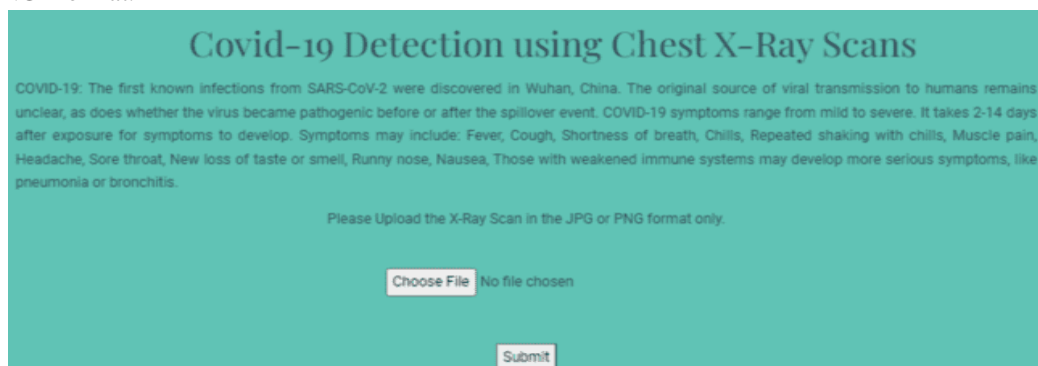 Covid-19 Detection using Chest X-Ray Scans
COVID-19: The first known infections from SARS-CoV-2 were discovered in Wuhan, China. The original source of viral transmission to humans remains
unclear, as does whether the virus became pathogenic before or after the spillover event. COVID-19 symptoms range from mild to severe. It takes 2-14 days
after exposure for symptoms to develop. Symptoms may include: Fever, Cough, Shortness of breath, Chills, Repeated shaking with chills, Muscle pain,
Headache, Sore throat, New loss of taste or smell, Runny nose, Nausea, Those with weakened immune systems may develop more serious symptoms, like
pneumonia or bronchitis.
Please Upload the X-Ray Scan in the JPG or PNG format only.
Choose File No file chosen
Submit